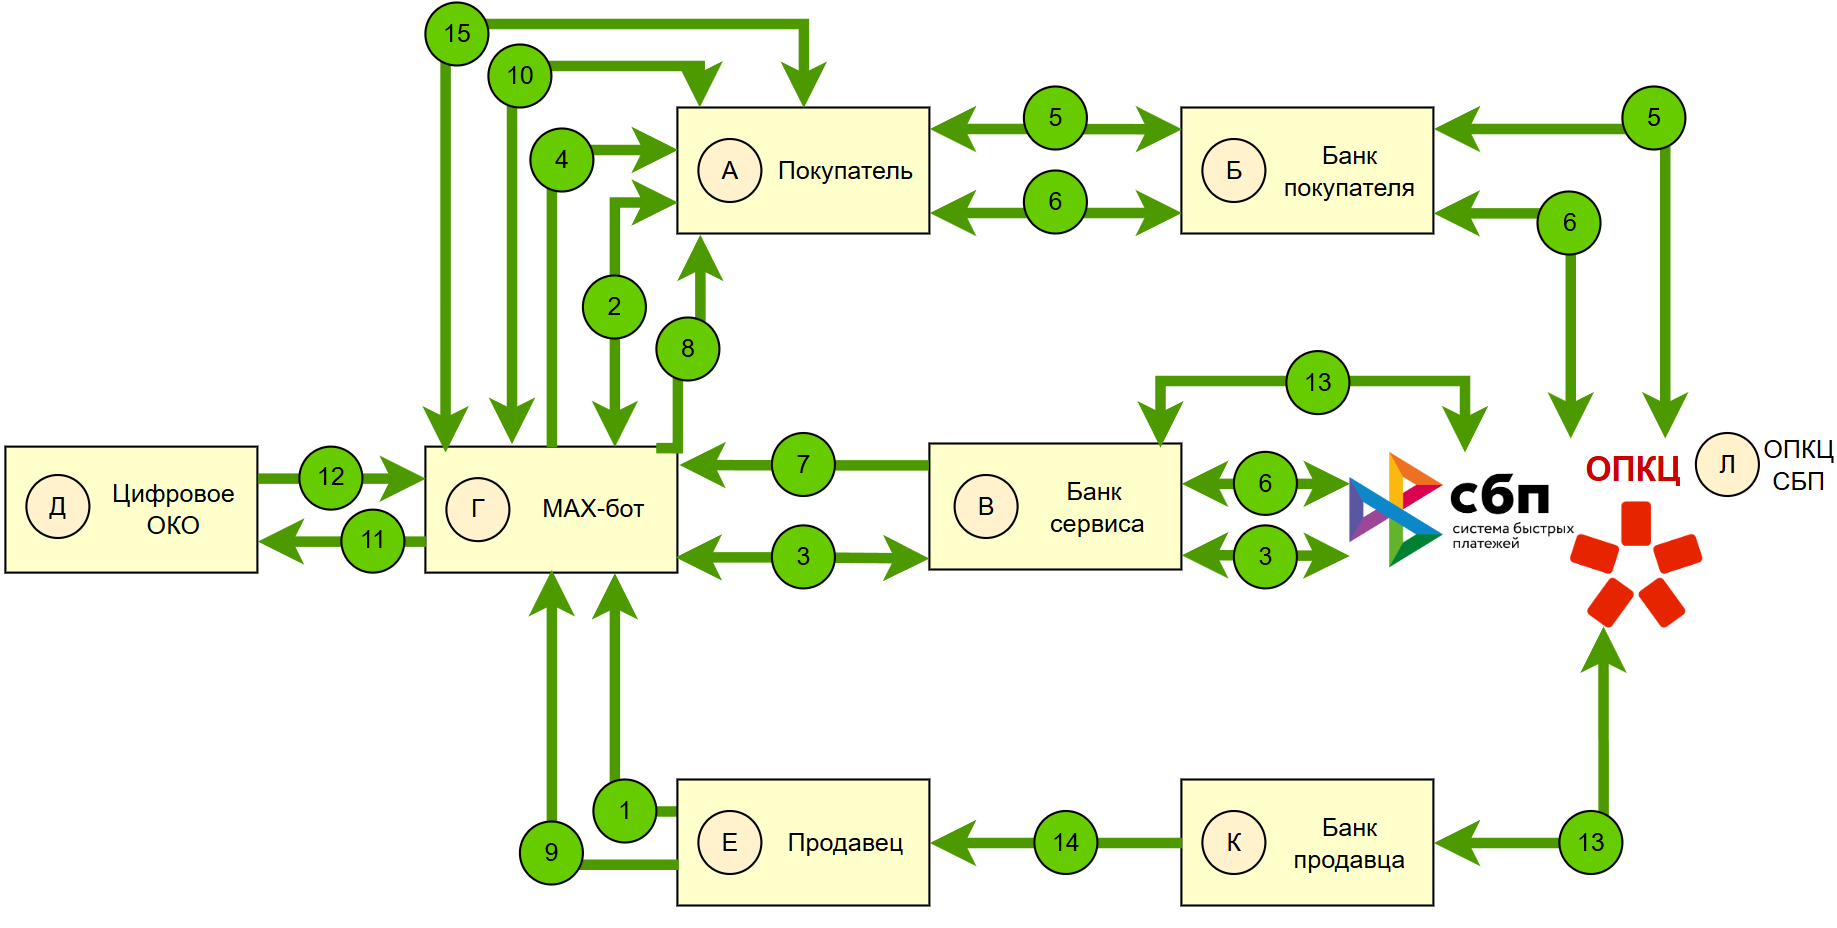 15
10
4
5
5
А
Покупатель
Б
Банк
покупателя
6
6
2
8
13
12
11
Д
Цифровое
ОКО
Г
MAX-бот
7
3
В
Банк
сервиса
6
3
сбп
система быстрых
платежей
ОПКЦ
Л
ОПКЦ
СБП
1
9
Е
Продавец
14
К
Банк
продавца
13